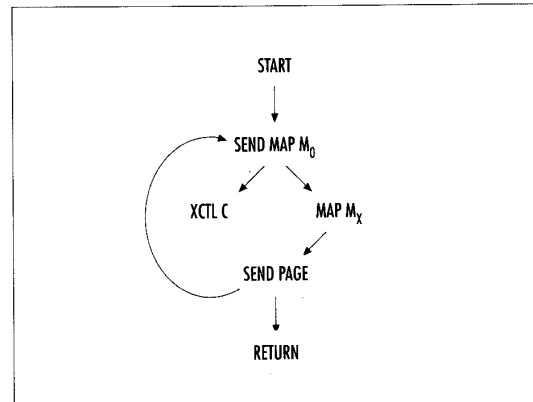 START
SEND MAP M₀
XCTL C
MAP Mₓ
SEND PAGE
RETURN